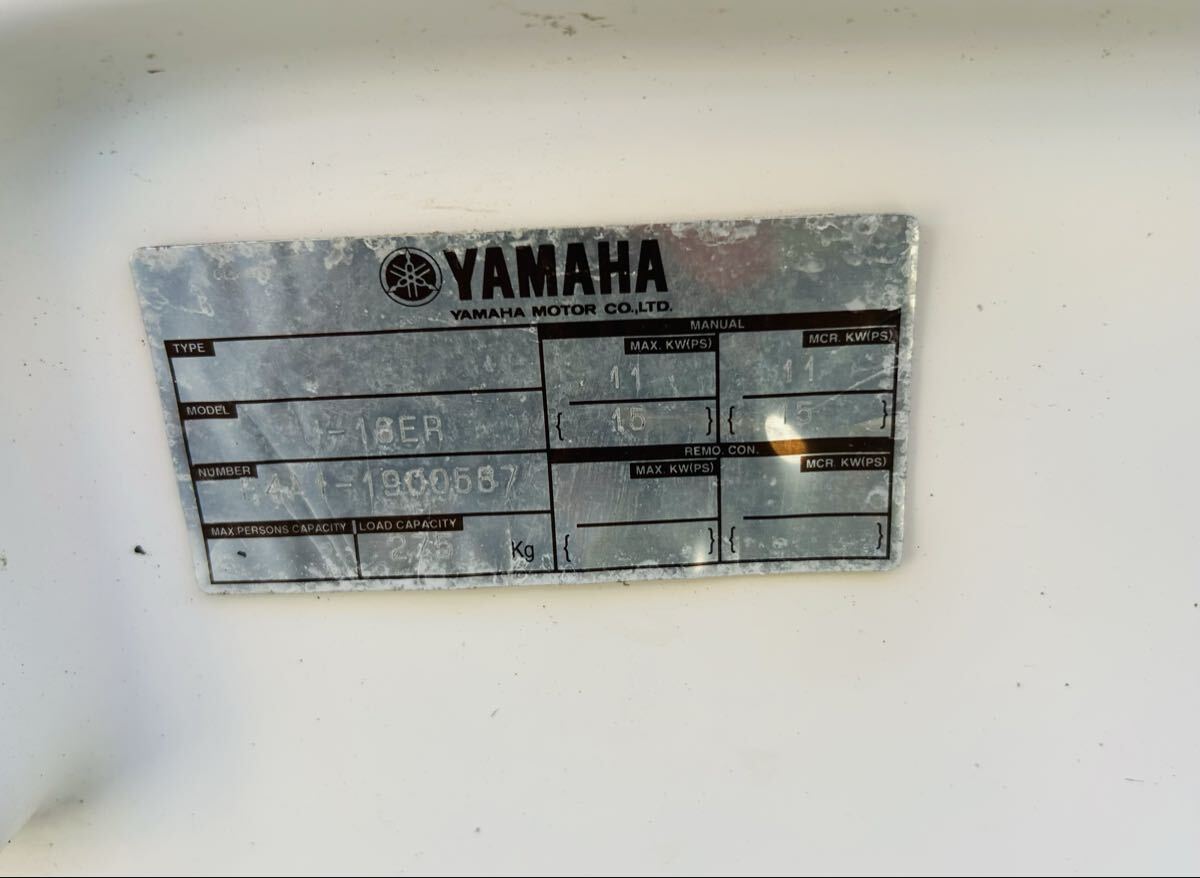 YAMAHA
YAMAHA MOTOR CO.,LTD.
TYPE
MODEL
NUMBER
MAX.PERSONS CAPACITY
LOAD CAPACITY
Kg
MANUAL
MAX. KW(PS)
MCR. KW(PS)
11
11
{ 15 }
{ 15 }
REMO. CON.
MAX. KW(PS)
MCR. KW(PS)
{ }
{ }